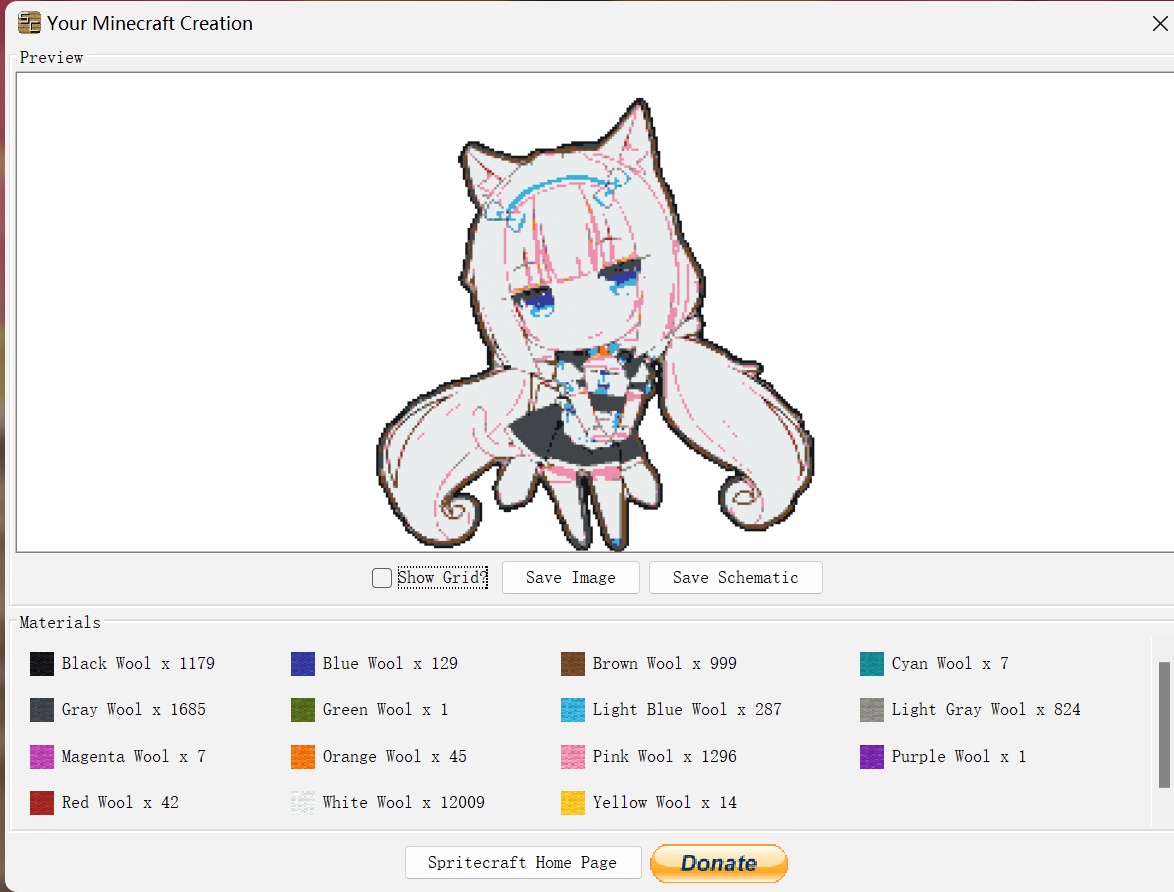 Your Minecraft Creation
Preview
Show Grid?
Save Image
Save Schematic
Materials
Black Wool x 1179
Blue Wool x 129
Brown Wool x 999
Cyan Wool x 7
Gray Wool x 1685
Green Wool x 1
Light Blue Wool x 287
Light Gray Wool x 824
Magenta Wool x 7
Orange Wool x 45
Pink Wool x 1296
Purple Wool x 1
Red Wool x 42
White Wool x 12009
Yellow Wool x 14
Spritecraft Home Page
Donate